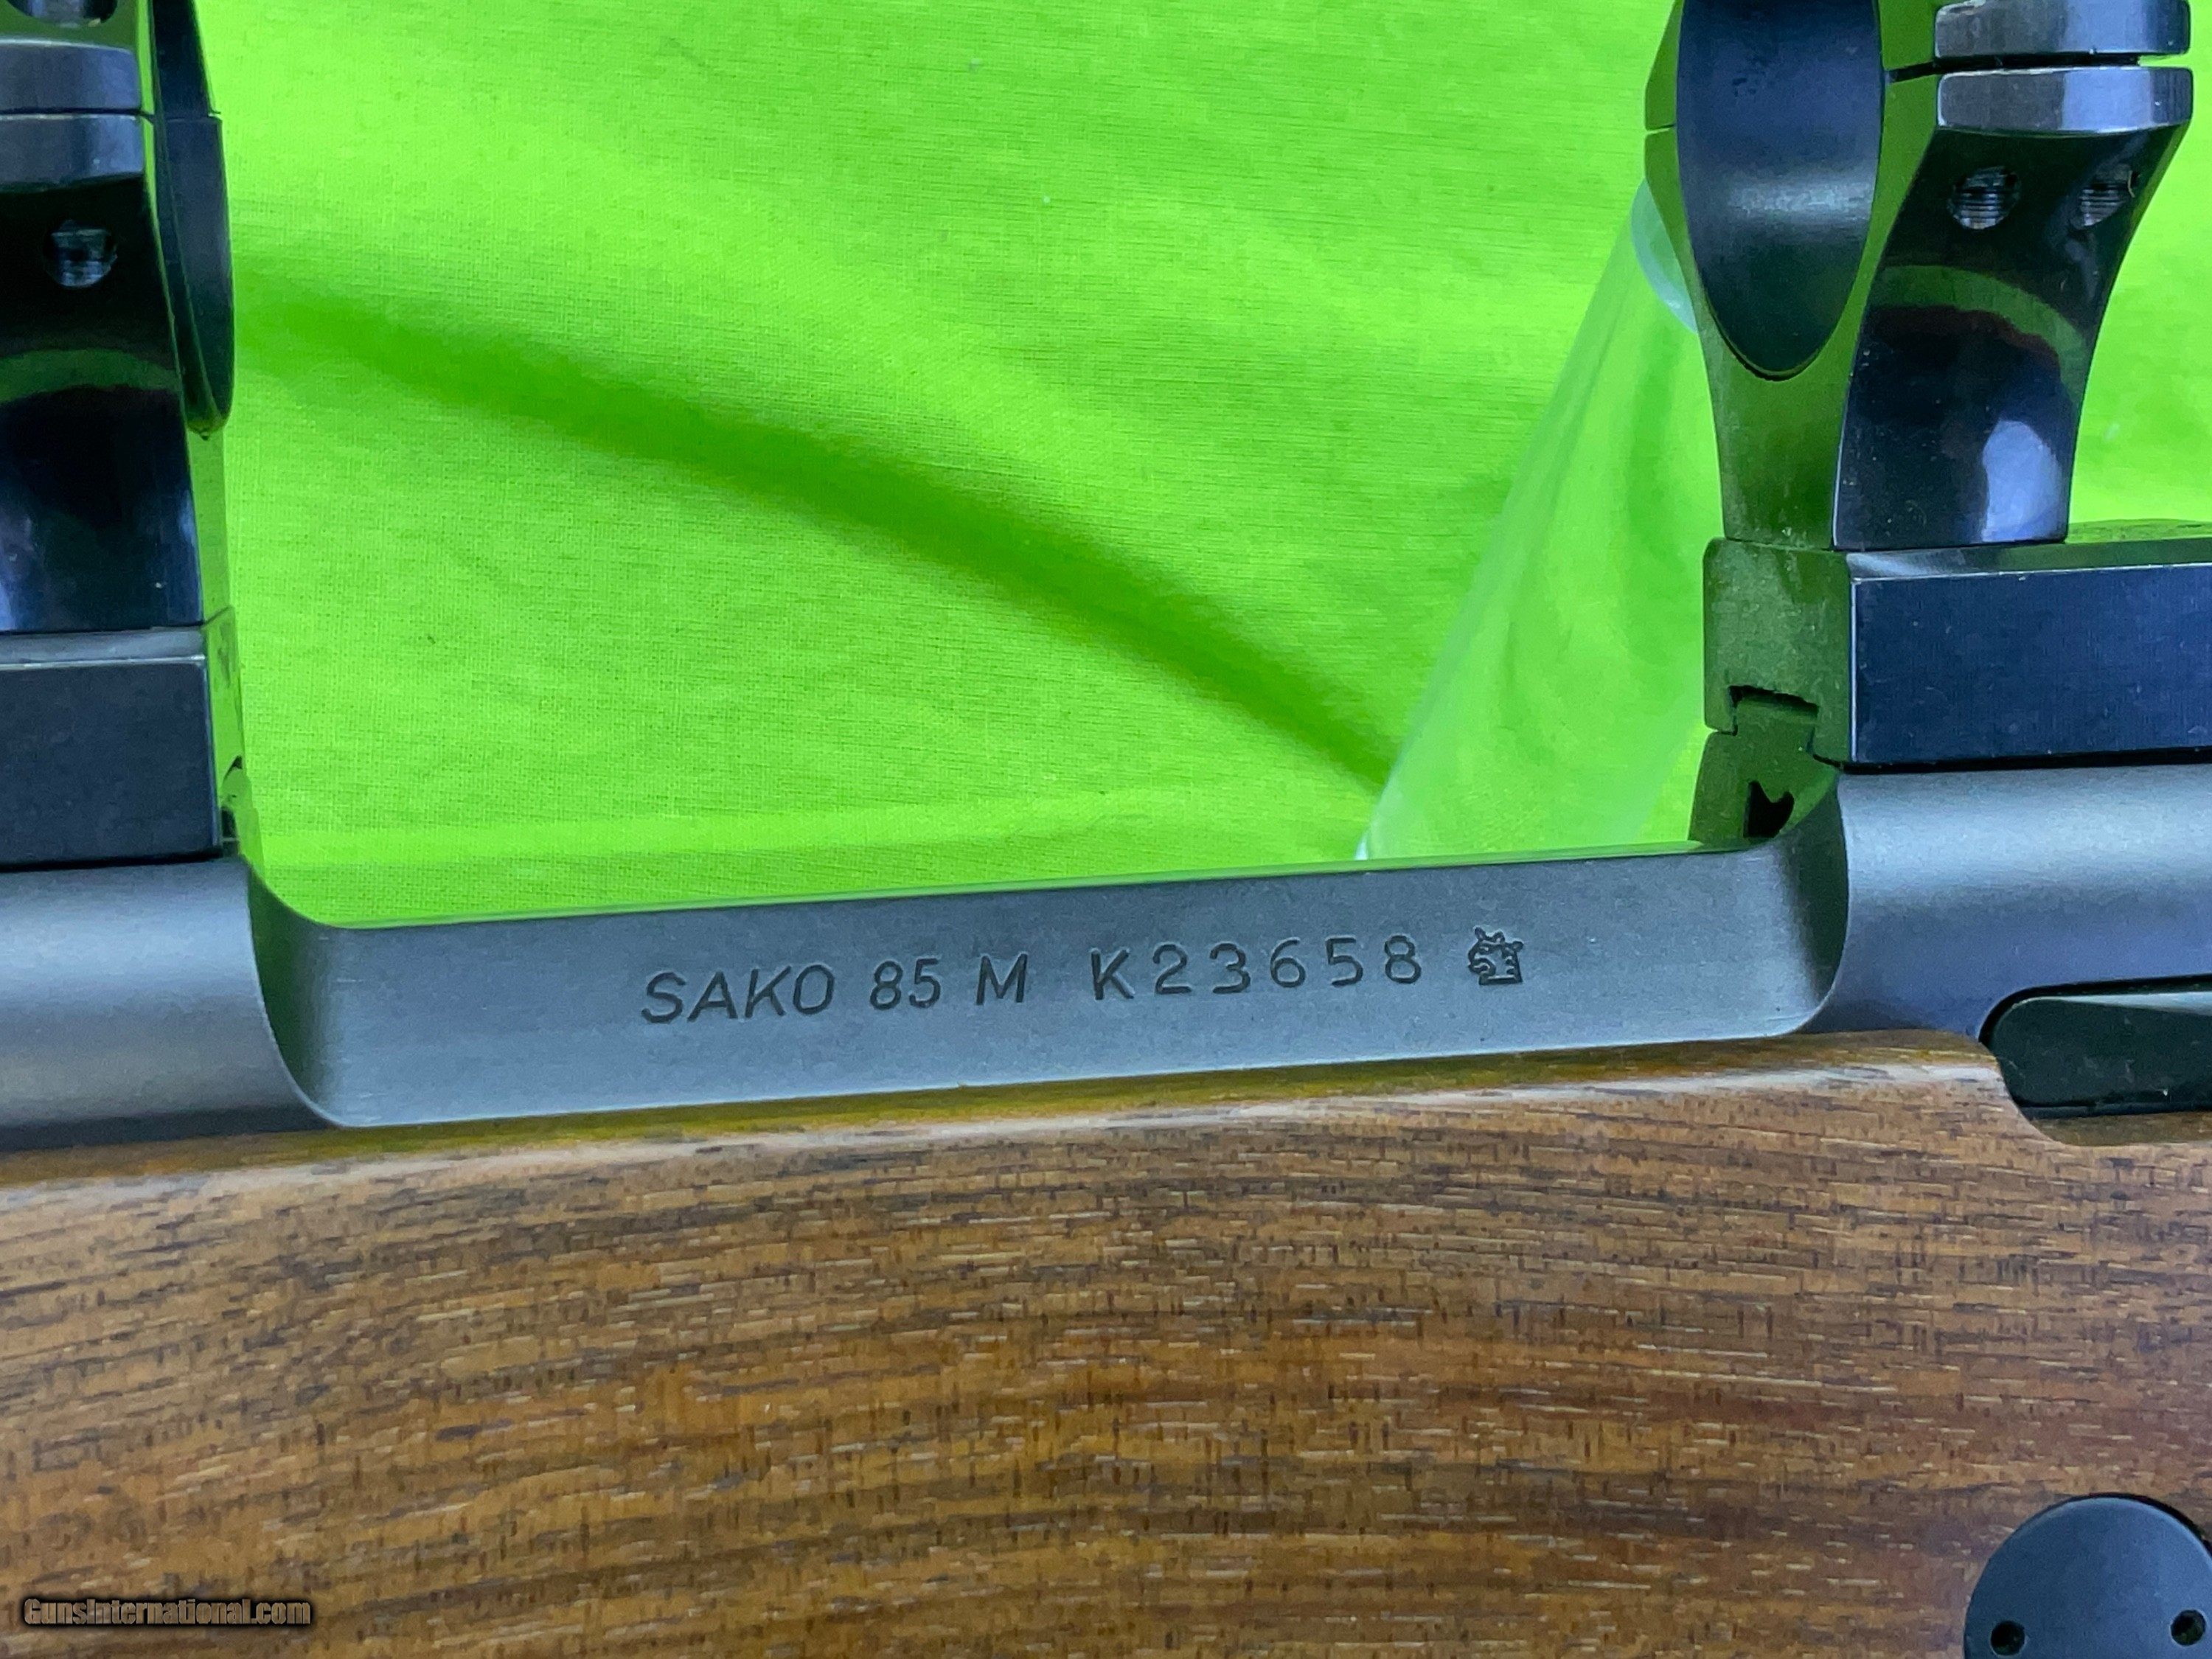 SAKO 85 M K23658
GunsInternational.com